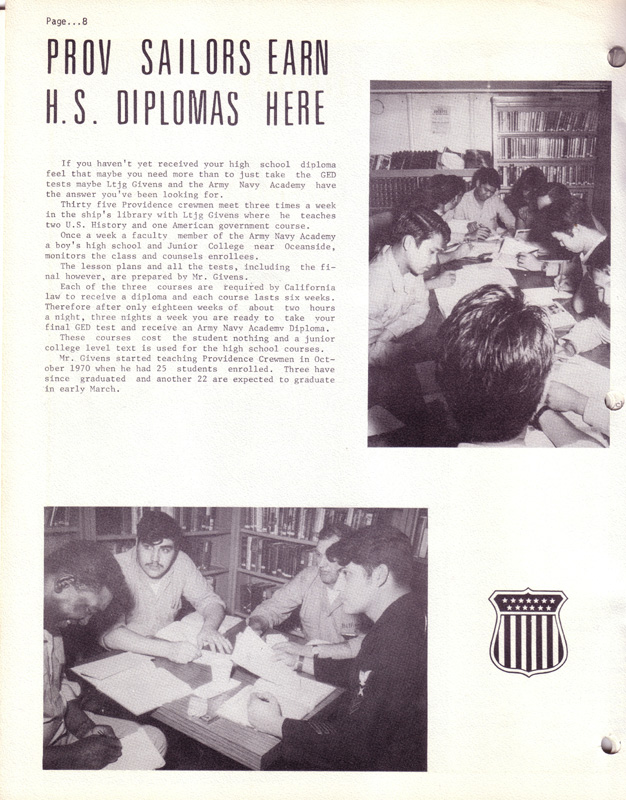 Page...8
PROV SAILORS EARN
H.S. DIPLOMAS HERE
If you haven't yet received your high school diploma
feel that maybe you need more than to just take the GED
tests maybe Ltjg Givens and the Army Navy Academy have
the answer you've been looking for.
Thirty five Providence crewmen meet three times a week
in the ship's library with Ltjg Givens where he teaches
two U.S. History and one American government course.
Once a week a faculty member of the Army Navy Academy
a boy's high school and Junior College near Oceanside,
monitors the class and counsels enrollees.
The lesson plans and all the tests, including the fi-
nal however, are prepared by Mr. Givens.
Each of the three courses are required by California
law to receive a diploma and each course lasts six weeks.
Therefore after only eighteen weeks of about two hours
a night, three nights a week you are ready to take your
final GED test and receive an Army Navy Academy Diploma.
These courses cost the student nothing and a junior
college level text is used for the high school courses.
Mr. Givens started teaching Providence Crewmen in Oct-
ober 1970 when he had 25 students enrolled. Three have
since graduated and another 22 are expected to graduate
in early March.